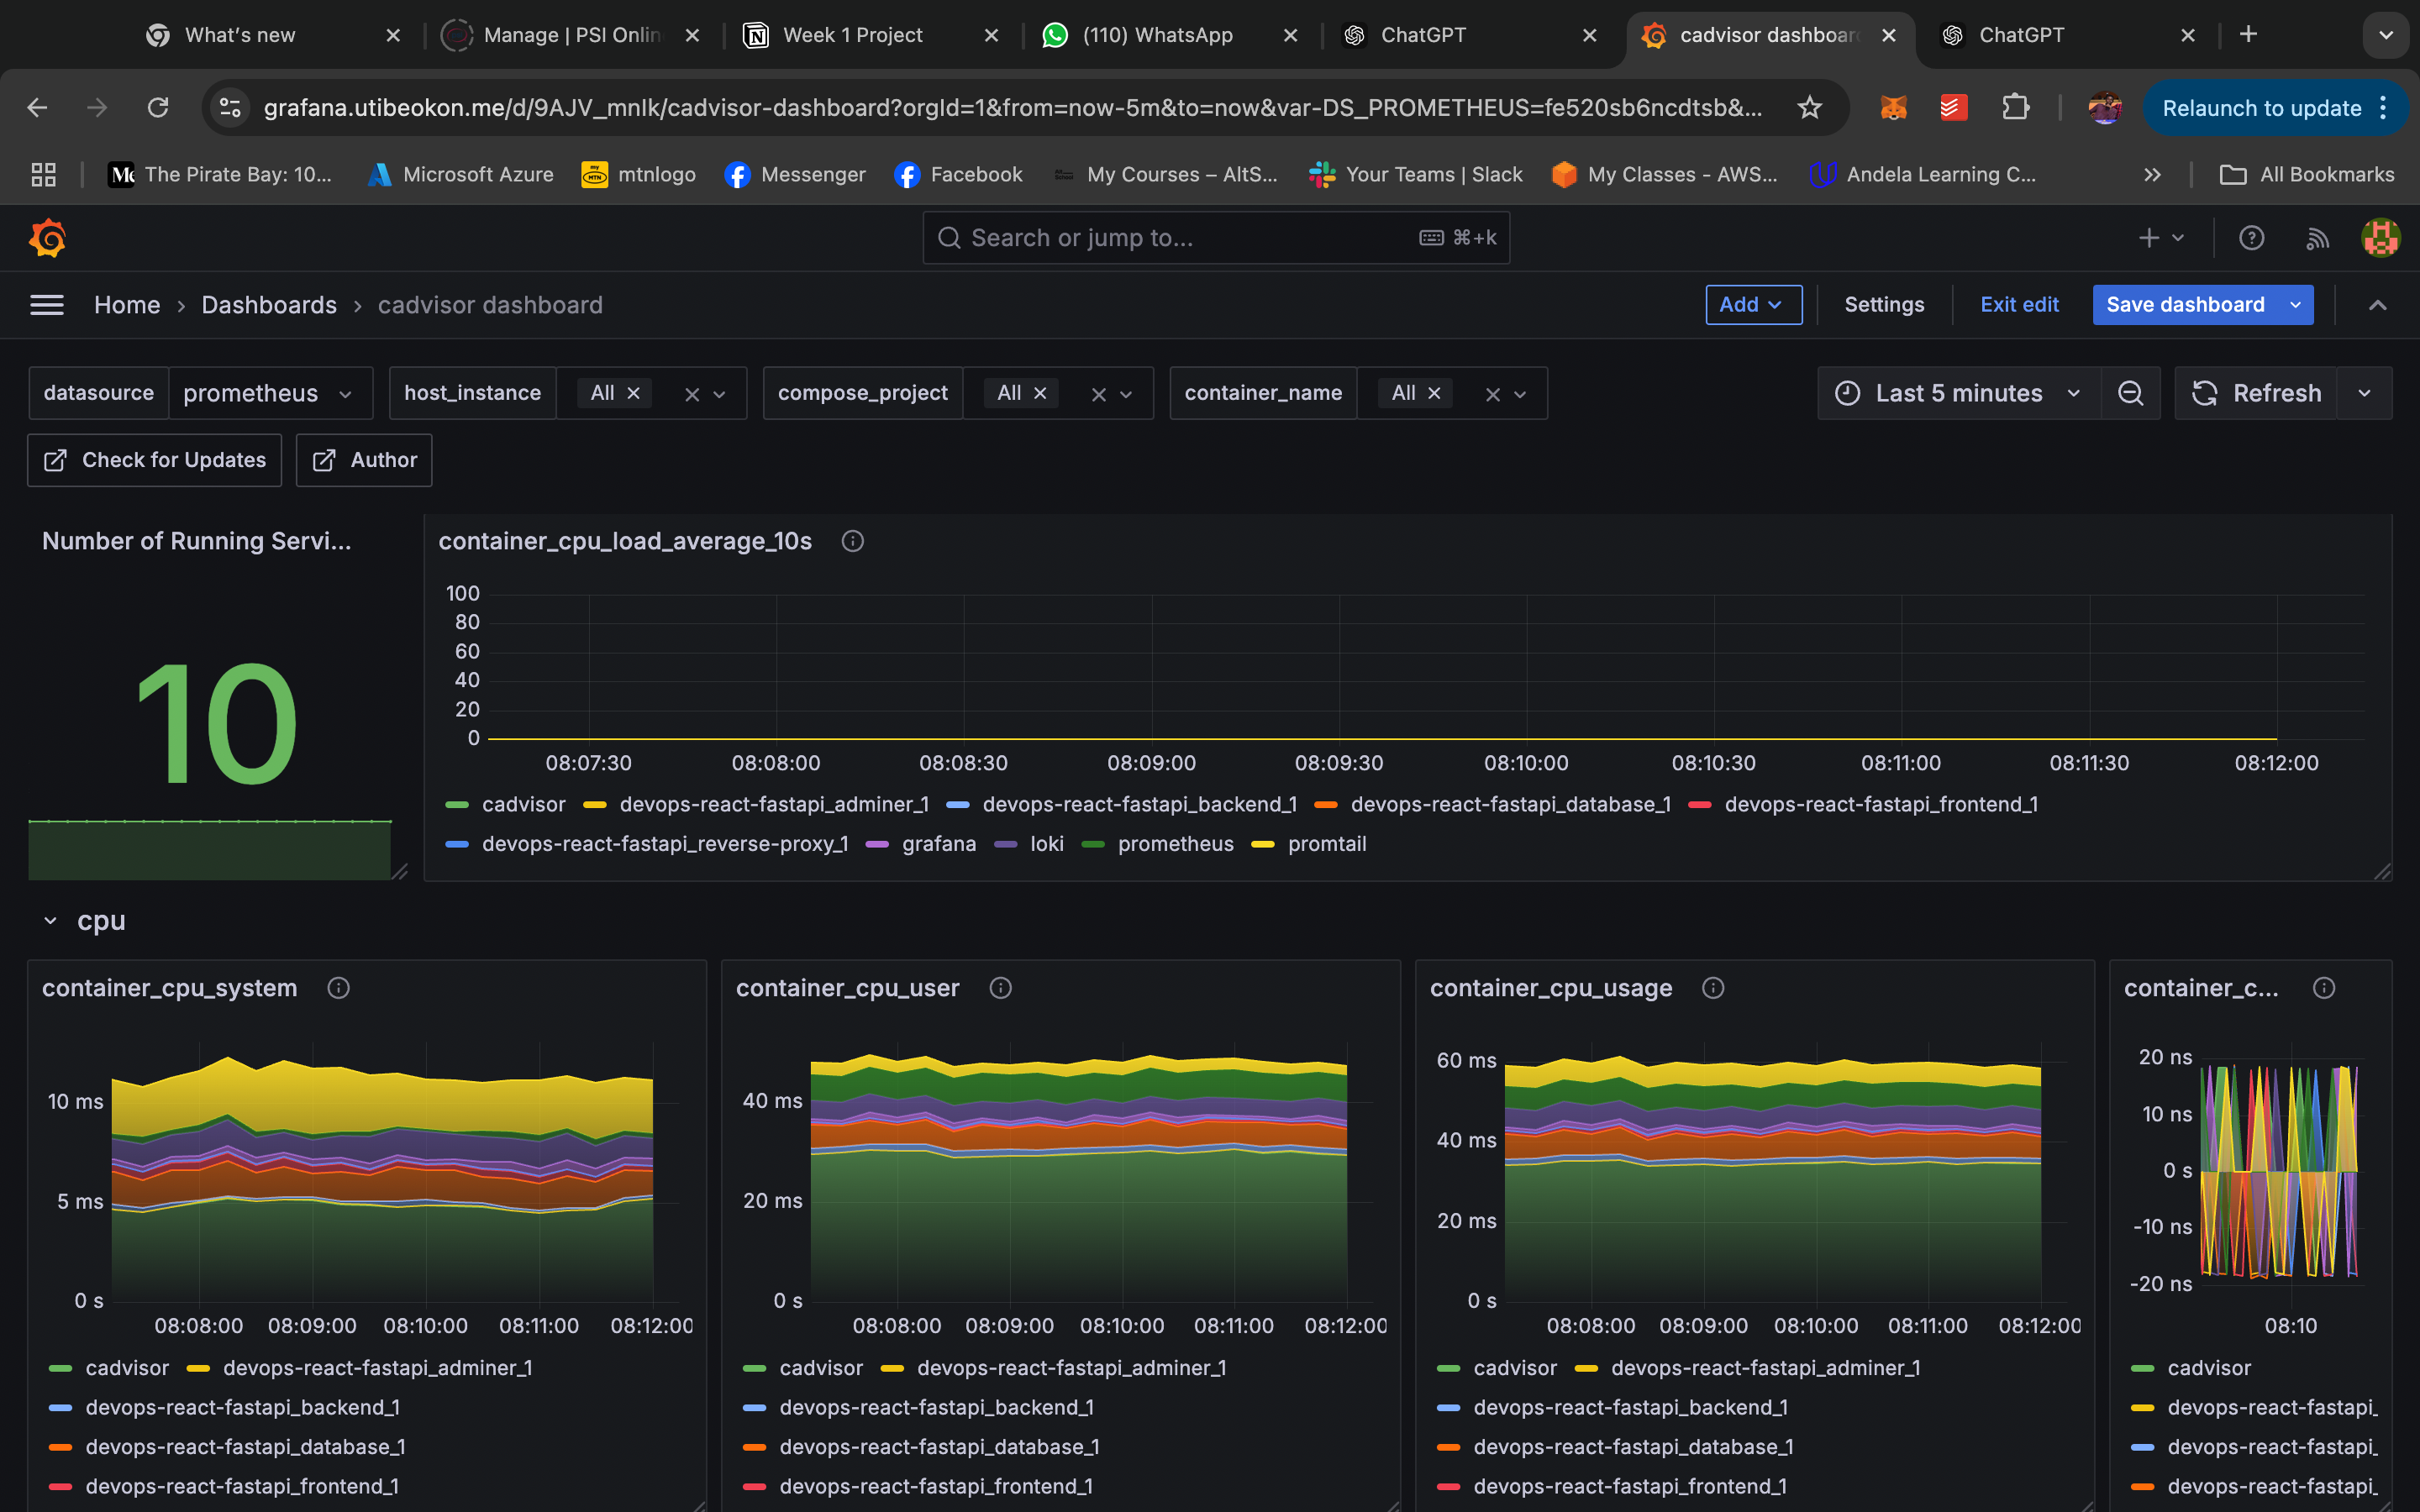 What's new
Manage | PSI Onlin
Week 1 Project
(110) WhatsApp
ChatGPT
cadvisor dashboar
ChatGPT
grafana.utibeokon.me/d/9AJV_mnIk/cadvisor-dashboard?orgId=1&from=now-5m&to=now&var-DS_PROMETHEUS=fe520sb6ncdtsb&...
Relaunch to update
The Pirate Bay: 10...
Microsoft Azure
mtnlogo
Messenger
Facebook
My Courses – AltS...
Your Teams | Slack
My Classes - AWS...
Andela Learning C...
All Bookmarks
Search or jump to...
⌘+k
Home › Dashboards › cadvisor dashboard
Add
Settings
Exit edit
Save dashboard
datasource prometheus
host_instance All
compose_project All
container_name All
Last 5 minutes
Refresh
Check for Updates
Author
Number of Running Servi...
10
container_cpu_load_average_10s
100
80
60
40
20
0
08:07:30 08:08:00 08:08:30 08:09:00 08:09:30 08:10:00 08:10:30 08:11:00 08:11:30 08:12:00
cadvisor devops-react-fastapi_adminer_1 devops-react-fastapi_backend_1 devops-react-fastapi_database_1 devops-react-fastapi_frontend_1
devops-react-fastapi_reverse-proxy_1 grafana loki prometheus promtail
cpu
container_cpu_system
10 ms
5 ms
0 s
08:08:00 08:09:00 08:10:00 08:11:00 08:12:00
cadvisor devops-react-fastapi_adminer_1
devops-react-fastapi_backend_1
devops-react-fastapi_database_1
devops-react-fastapi_frontend_1
container_cpu_user
40 ms
20 ms
0 s
08:08:00 08:09:00 08:10:00 08:11:00 08:12:00
cadvisor devops-react-fastapi_adminer_1
devops-react-fastapi_backend_1
devops-react-fastapi_database_1
devops-react-fastapi_frontend_1
container_cpu_usage
60 ms
40 ms
20 ms
0 s
08:08:00 08:09:00 08:10:00 08:11:00 08:12:00
cadvisor devops-react-fastapi_adminer_1
devops-react-fastapi_backend_1
devops-react-fastapi_database_1
devops-react-fastapi_frontend_1
container_c...
20 ns
10 ns
0 s
-10 ns
-20 ns
08:10
cadvisor
devops-react-fastapi_
devops-react-fastapi_
devops-react-fastapi_